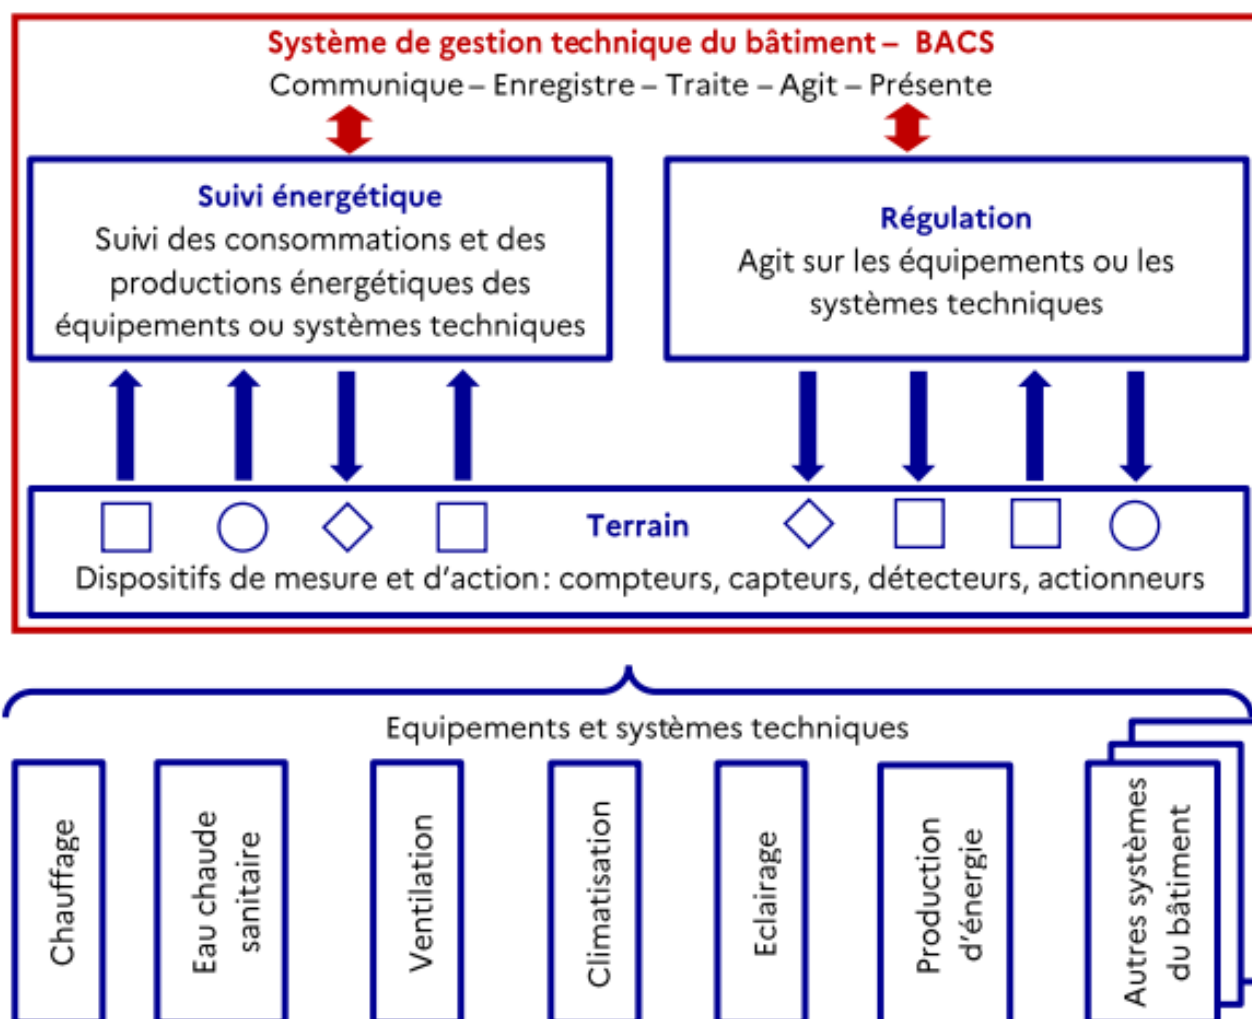 Système de gestion technique du bâtiment – BACS
Communique – Enregistre – Traite – Agit – Présente
Suivi énergétique
Suivi des consommations et des
productions énergétiques des
équipements ou systèmes techniques
Régulation
Agit sur les équipements ou les
systèmes techniques
Terrain
Dispositifs de mesure et d'action : compteurs, capteurs, détecteurs, actionneurs
Equipements et systèmes techniques
Chauffage
Eau chaude
sanitaire
Ventilation
Climatisation
Eclairage
Production
d'énergie
Autres systèmes
du bâtiment